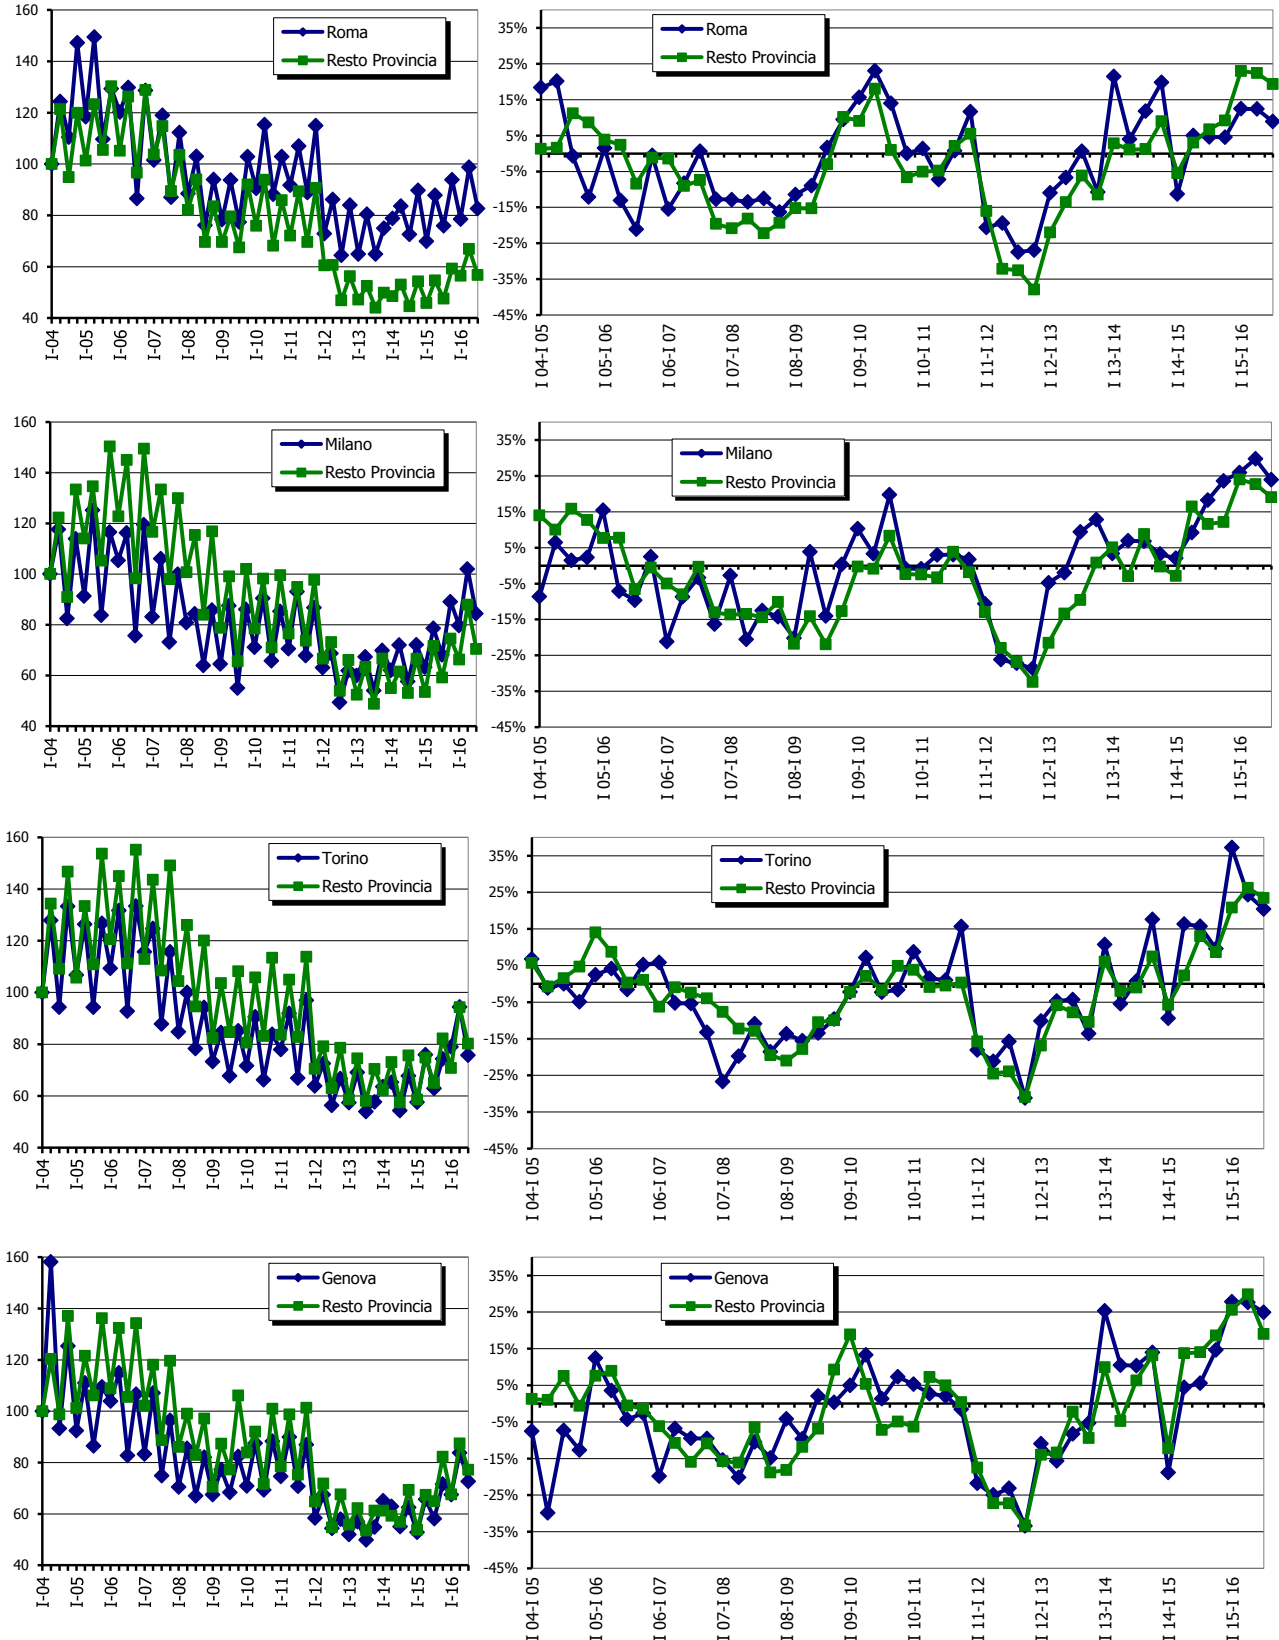 160
140
120
100
80
60
40
Roma
Resto Provincia
I-04
I-05
I-06
I-07
I-08
I-09
I-10
I-11
I-12
I-13
I-14
I-15
I-16
35%
25%
15%
5%
-5%
-15%
-25%
-35%
-45%
Roma
Resto Provincia
I 04-I 05
I 05-I 06
I 06-I 07
I 07-I 08
I 08-I 09
I 09-I 10
I 10-I 11
I 11-I 12
I 12-I 13
I 13-I 14
I 14-I 15
I 15-I 16
160
140
120
100
80
60
40
Milano
Resto Provincia
I-04
I-05
I-06
I-07
I-08
I-09
I-10
I-11
I-12
I-13
I-14
I-15
I-16
35%
25%
15%
5%
-5%
-15%
-25%
-35%
-45%
Milano
Resto Provincia
I 04-I 05
I 05-I 06
I 06-I 07
I 07-I 08
I 08-I 09
I 09-I 10
I 10-I 11
I 11-I 12
I 12-I 13
I 13-I 14
I 14-I 15
I 15-I 16
160
140
120
100
80
60
40
Torino
Resto Provincia
I-04
I-05
I-06
I-07
I-08
I-09
I-10
I-11
I-12
I-13
I-14
I-15
I-16
35%
25%
15%
5%
-5%
-15%
-25%
-35%
-45%
Torino
Resto Provincia
I 04-I 05
I 05-I 06
I 06-I 07
I 07-I 08
I 08-I 09
I 09-I 10
I 10-I 11
I 11-I 12
I 12-I 13
I 13-I 14
I 14-I 15
I 15-I 16
160
140
120
100
80
60
40
Genova
Resto Provincia
I-04
I-05
I-06
I-07
I-08
I-09
I-10
I-11
I-12
I-13
I-14
I-15
I-16
35%
25%
15%
5%
-5%
-15%
-25%
-35%
-45%
Genova
Resto Provincia
I 04-I 05
I 05-I 06
I 06-I 07
I 07-I 08
I 08-I 09
I 09-I 10
I 10-I 11
I 11-I 12
I 12-I 13
I 13-I 14
I 14-I 15
I 15-I 16